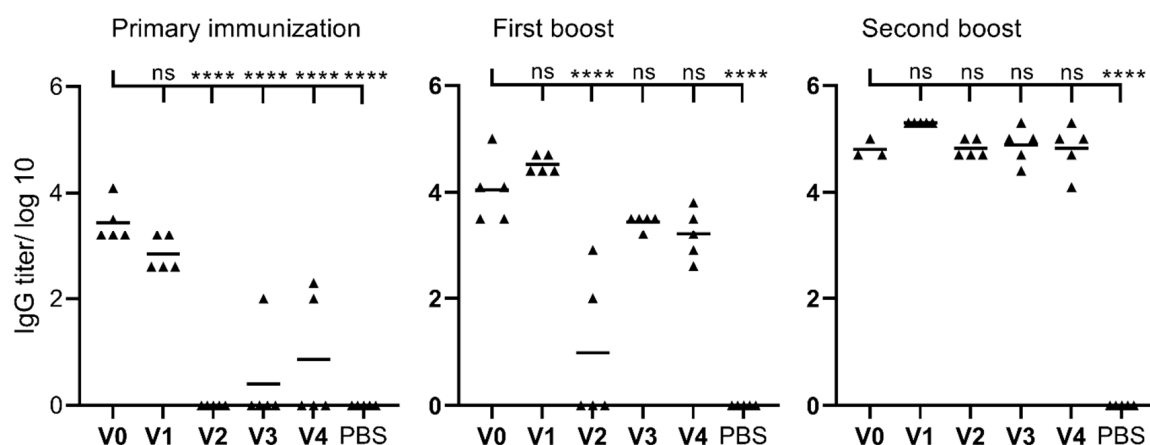 Primary immunization First boost Second boost
ns **** **** **** ****
ns **** ns ns ****
ns ns ns ns ****
IgG titer/ log 10
6
4
2
0
V0 V1 V2 V3 V4 PBS
6
4
2
0
V0 V1 V2 V3 V4 PBS
6
4
2
0
V0 V1 V2 V3 V4 PBS